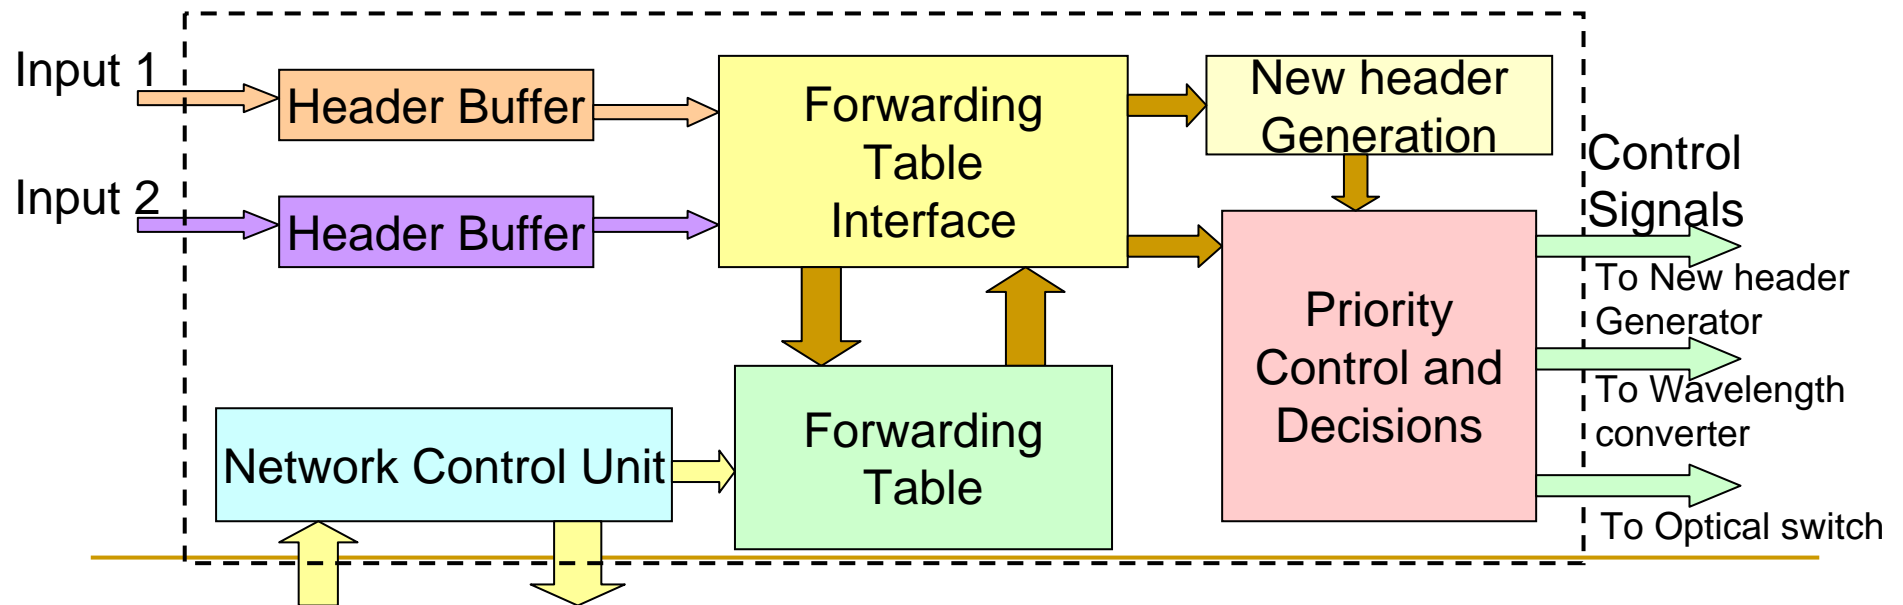 Input 1
Header Buffer
Forwarding
Table
Interface
New header
Generation
Input 2
Header Buffer
Control
Signals
To New header
Generator
Priority
Control and
Decisions
To Wavelength
converter
Network Control Unit
Forwarding
Table
To Optical switch